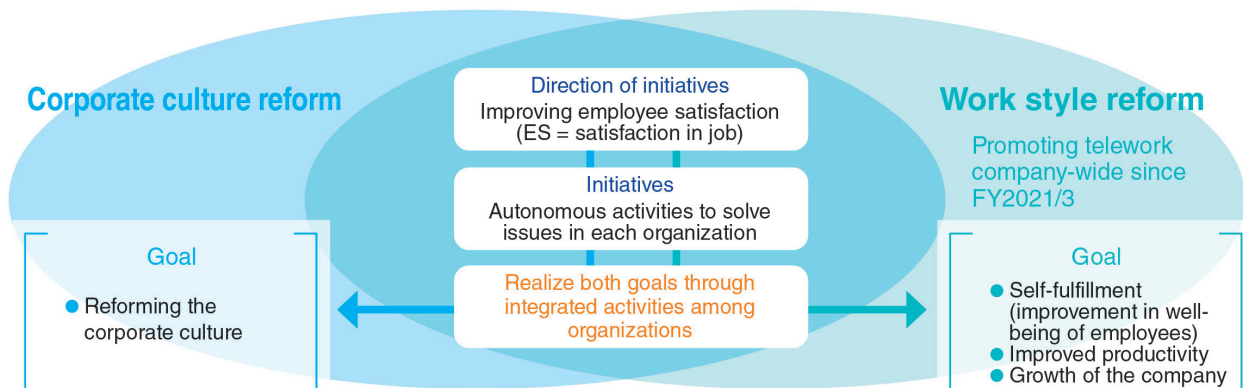 Corporate culture reform
Goal
● Reforming the
corporate culture
Direction of initiatives
Improving employee satisfaction
(ES = satisfaction in job)
Initiatives
Autonomous activities to solve
issues in each organization
Realize both goals through
integrated activities among
organizations
Work style reform
Promoting telework
company-wide since
FY2021/3
Goal
● Self-fulfillment
(improvement in well-
being of employees)
● Improved productivity
● Growth of the company